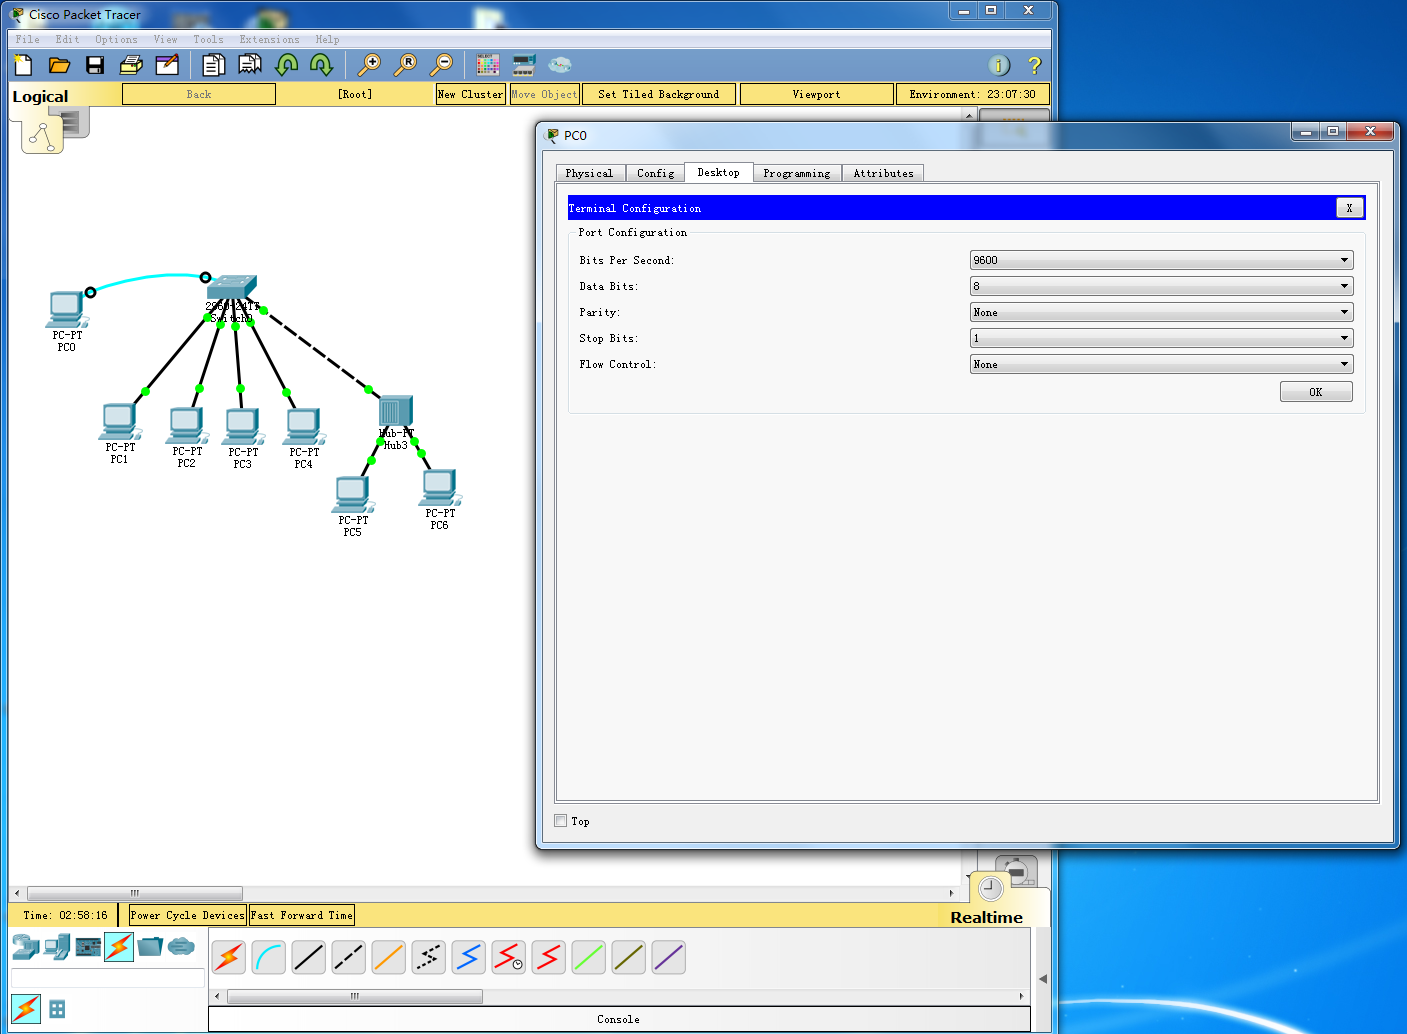 Cisco Packet Tracer
File Edit Options View Tools Extensions Help
Logical
Back
[Root]
New Cluster
Move Object
Set Tiled Background
Viewport
Environment: 23:07:30
PC0
Physical
Config
Desktop
Programming
Attributes
Terminal Configuration
X
Port Configuration
Bits Per Second:
9600
Data Bits:
8
Parity:
None
Stop Bits:
1
Flow Control:
None
OK
Top
2960-24TT
Switch0
PC-PT
PC0
PC-PT
PC1
PC-PT
PC2
PC-PT
PC3
PC-PT
PC4
Hub-PT
Hub3
PC-PT
PC5
PC-PT
PC6
Time: 02:58:16
Power Cycle Devices
Fast Forward Time
Realtime
Console